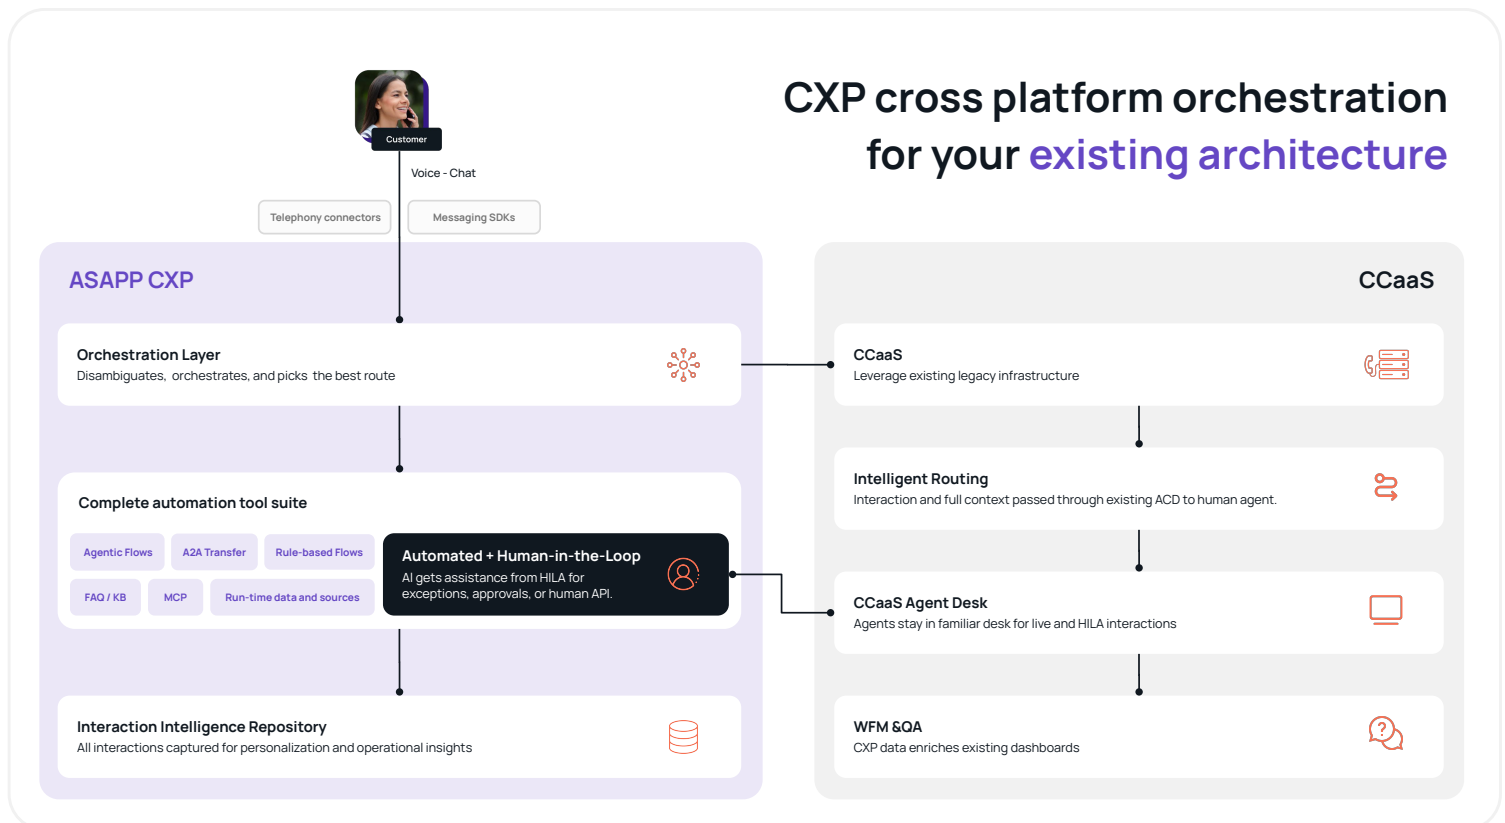 CXP cross platform orchestration
for your existing architecture
Customer
Voice - Chat
Telephony connectors
Messaging SDKs
ASAPP CXP
Orchestration Layer
Disambiguates, orchestrates, and picks the best route
Complete automation tool suite
Agentic Flows
A2A Transfer
Rule-based Flows
FAQ / KB
MCP
Run-time data and sources
Automated + Human-in-the-Loop
AI gets assistance from HILA for
exceptions, approvals, or human API.
Interaction Intelligence Repository
All interactions captured for personalization and operational insights
CCaaS
CCaaS
Leverage existing legacy infrastructure
Intelligent Routing
Interaction and full context passed through existing ACD to human agent.
CCaaS Agent Desk
Agents stay in familiar desk for live and HILA interactions
WFM &QA
CXP data enriches existing dashboards